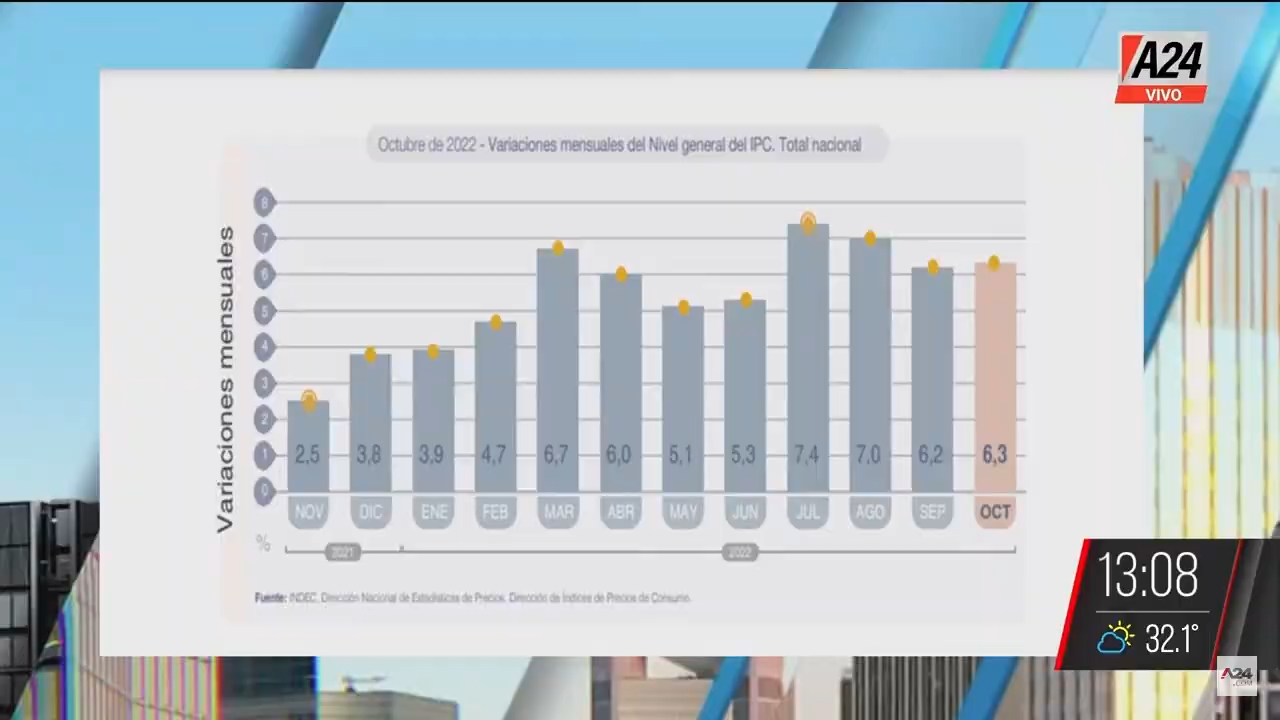 A24
VIVO
Octubre de 2022 - Variaciones mensuales del Nivel general del IPC. Total nacional
Variaciones mensuales
8
7
6
5
4
3
2
1
0
2,5 3,8 3,9 4,7 6,7 6,0 5,1 5,3 7,4 7,0 6,2 6,3
NOV DIC ENE FEB MAR ABR MAY JUN JUL AGO SEP OCT
%
2021 2022
Fuente: INDEC, Dirección Nacional de Estadísticas de Precios. Dirección de Índices de Precios de Consumo.
13:08
32.1°
A24
.COM